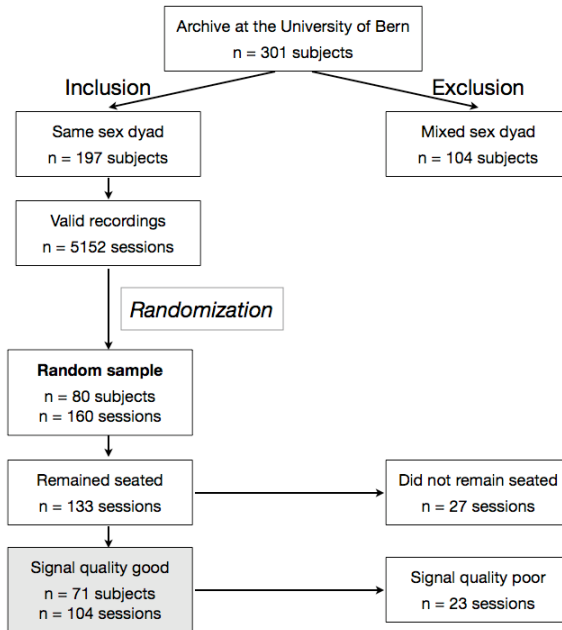 Archive at the University of Bern
n = 301 subjects
Inclusion
Exclusion
Same sex dyad
n = 197 subjects
Mixed sex dyad
n = 104 subjects
Valid recordings
n = 5152 sessions
Randomization
Random sample
n = 80 subjects
n = 160 sessions
Remained seated
n = 133 sessions
Did not remain seated
n = 27 sessions
Signal quality good
n = 71 subjects
n = 104 sessions
Signal quality poor
n = 23 sessions